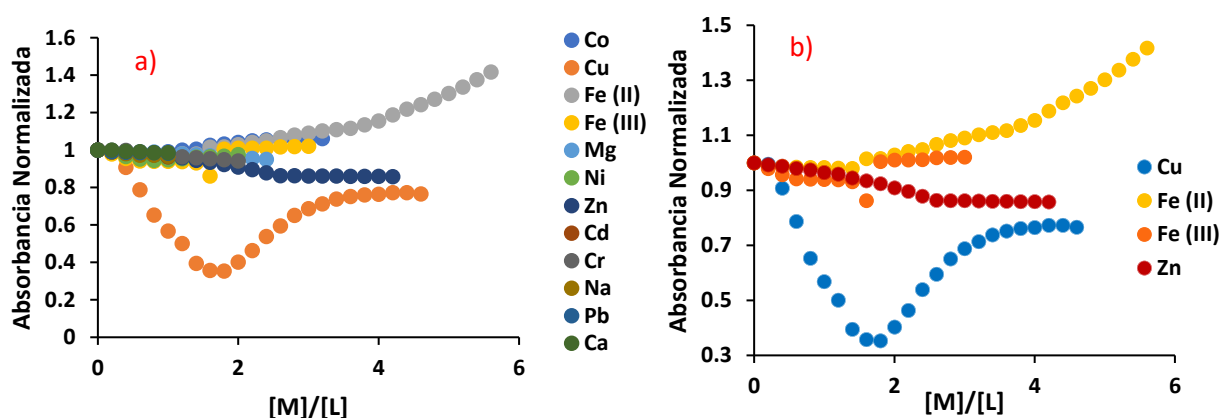 a)
Absorbancia Normalizada
1.6
1.4
1.2
1
0.8
0.6
0.4
0.2
0
0
2
4
6
[M]/[L]
Co
Cu
Fe (II)
Fe (III)
Mg
Ni
Zn
Cd
Cr
Na
Pb
Ca
b)
Absorbancia Normalizada
1.5
1.3
1.1
0.9
0.7
0.5
0.3
0
2
4
6
[M]/[L]
Cu
Fe (II)
Fe (III)
Zn